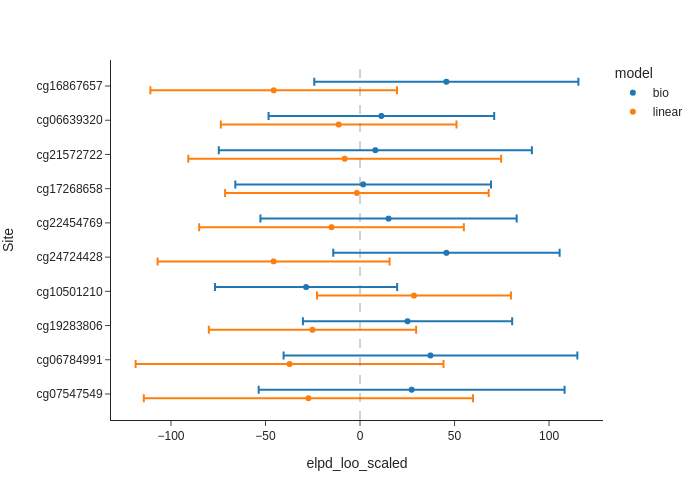 model
bio
linear
cg16867657
cg06639320
cg21572722
cg17268658
cg22454769
cg24724428
cg10501210
cg19283806
cg06784991
cg07547549
Site
−100
−50
0
50
100
elpd_loo_scaled